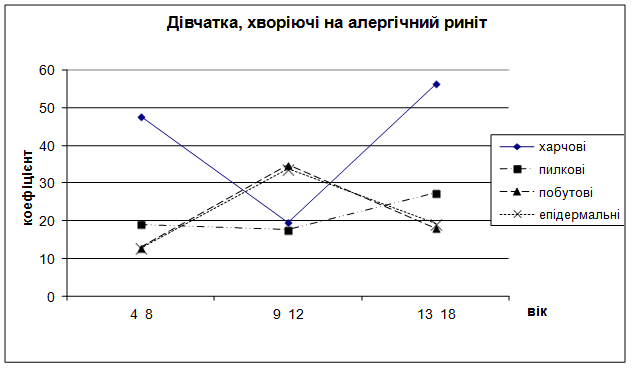 Дівчатка, хворіючі на алергічний риніт
коефіцієнт
60
50
40
30
20
10
0
4 8
9 12
13 18
вік
харчові
пилкові
побутові
епідермальні